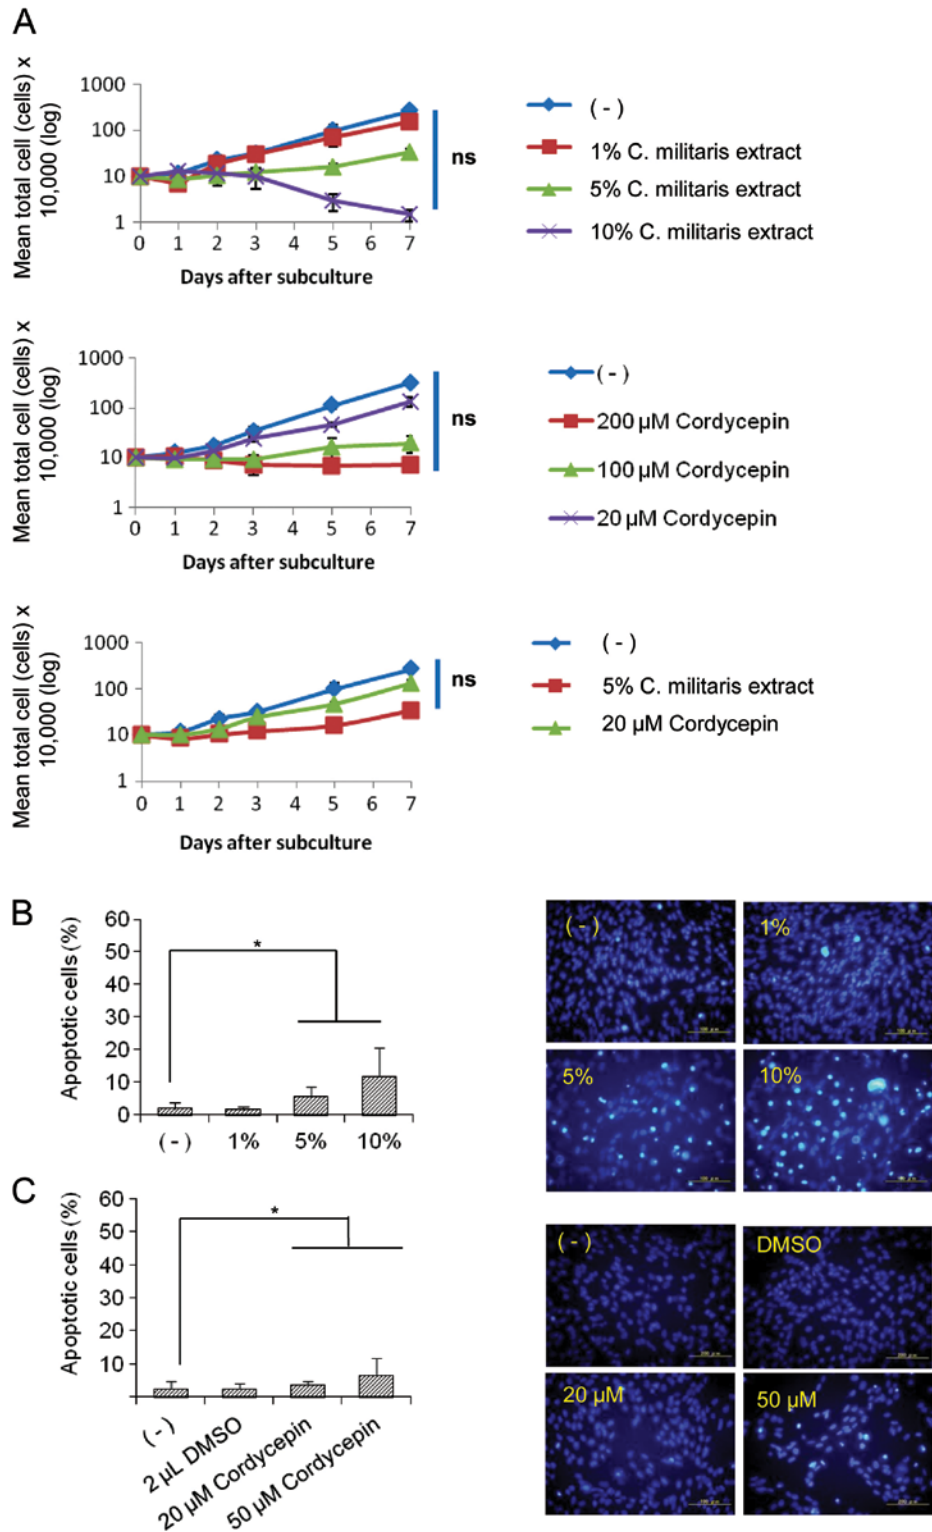 A
Mean total cell (cells) x
10,000 (log)
1000
100
10
1
0 1 2 3 4 5 6 7
Days after subculture
ns
(-)
1% C. militaris extract
5% C. militaris extract
10% C. militaris extract
Mean total cell (cells) x
10,000 (log)
1000
100
10
1
0 1 2 3 4 5 6 7
Days after subculture
ns
(-)
200 µM Cordycepin
100 µM Cordycepin
20 µM Cordycepin
Mean total cell (cells) x
10,000 (log)
1000
100
10
1
0 1 2 3 4 5 6 7
Days after subculture
ns
(-)
5% C. militaris extract
20 µM Cordycepin
B
Apoptotic cells (%)
60
50
40
30
20
10
0
*
(-) 1% 5% 10%
(-)
1%
5%
10%
C
Apoptotic cells (%)
60
50
40
30
20
10
*
(-)
2 µL DMSO
20 µM Cordycepin
50 µM Cordycepin
(-)
DMSO
20 µM
50 µM